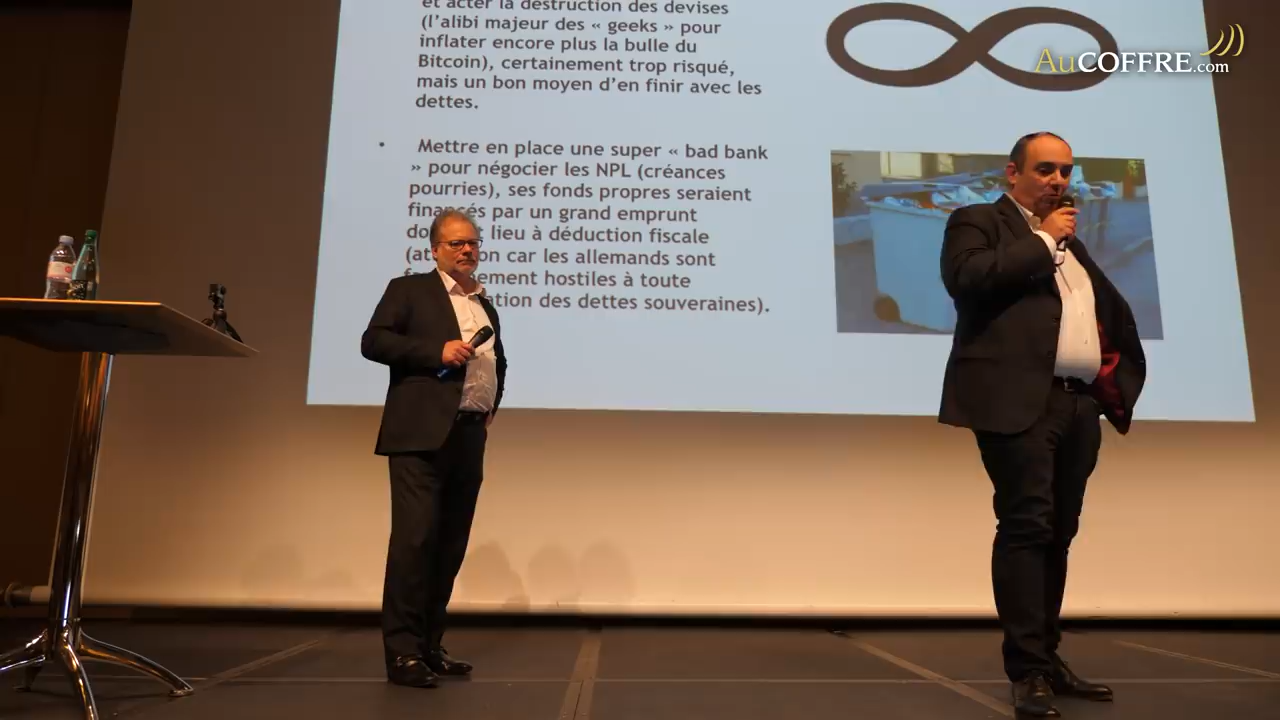 et acter la destruction des devises
(l'alibi majeur des « geeks » pour
inflater encore plus la bulle du
Bitcoin), certainement trop risqué,
mais un bon moyen d'en finir avec les
dettes.
• Mettre en place une super « bad bank
» pour négocier les NPL (créances
pourries), ses fonds propres seraient
financés par un grand emprunt
lieu à déduction fiscale
car les allemands sont
hostiles à toute
des dettes souveraines).
AuCOFFRE.com